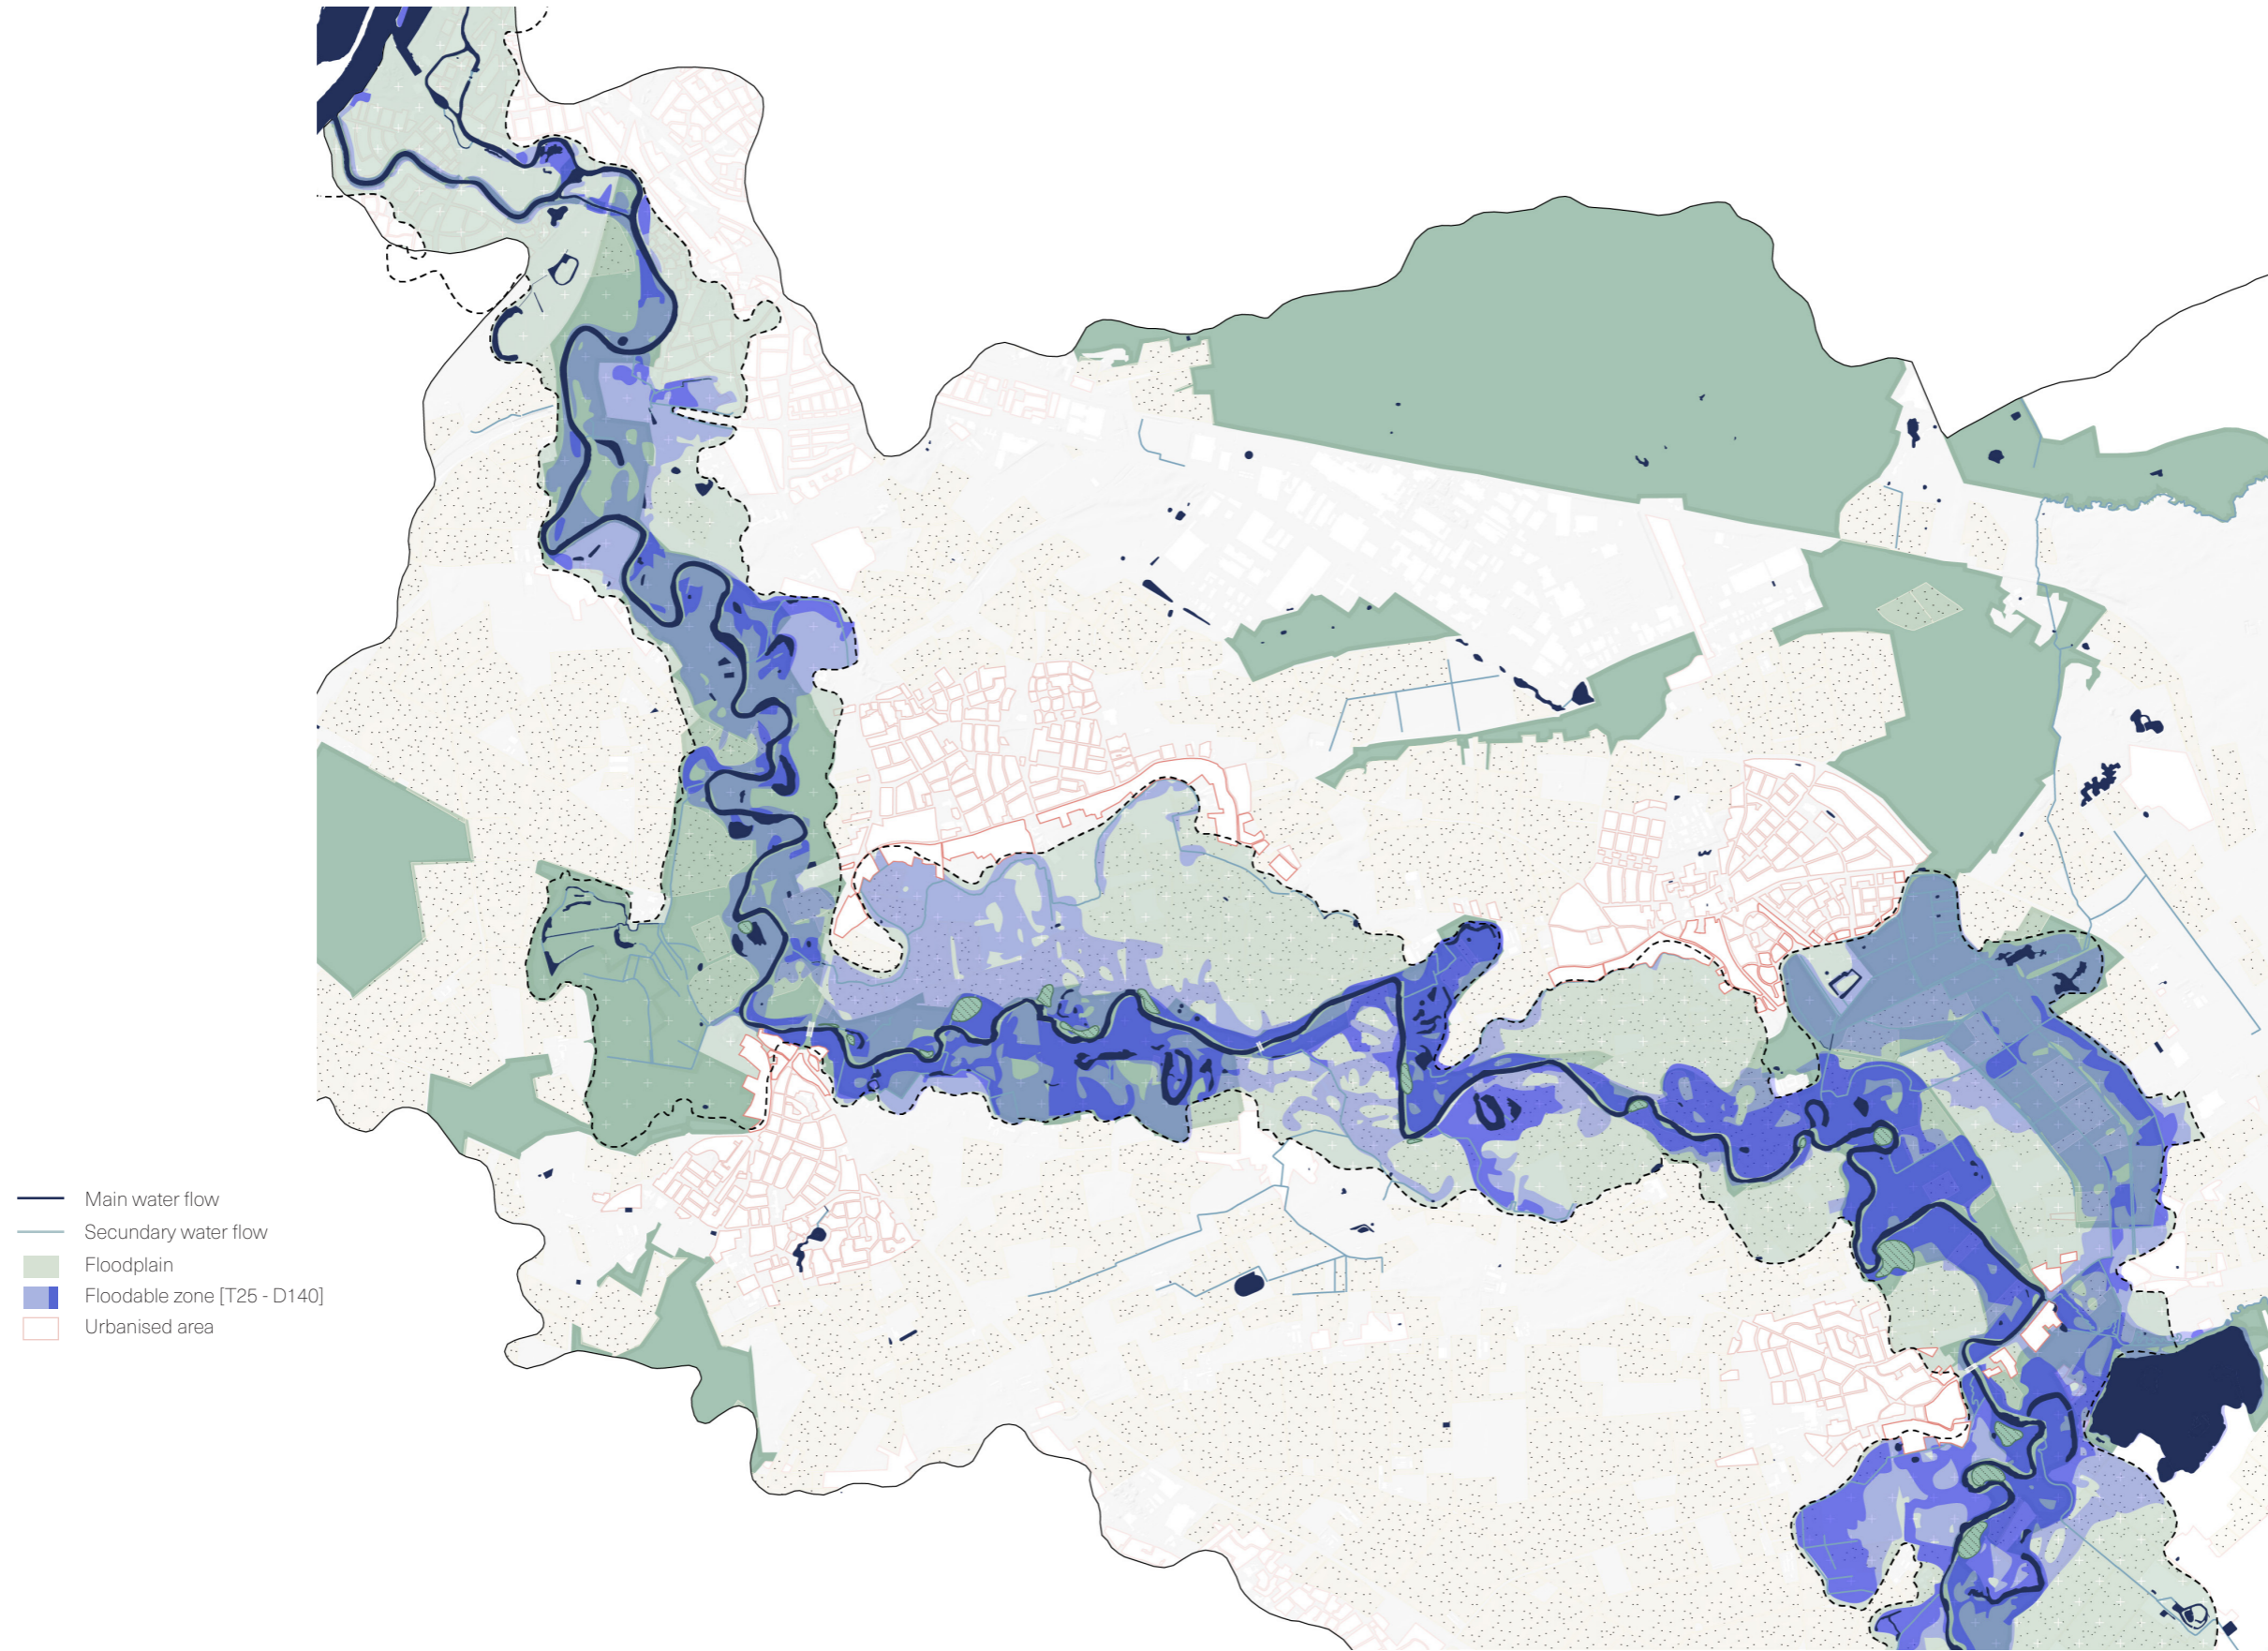 Main water flow
Secundary water flow
Floodplain
Floodable zone [T25 - D140]
Urbanised area